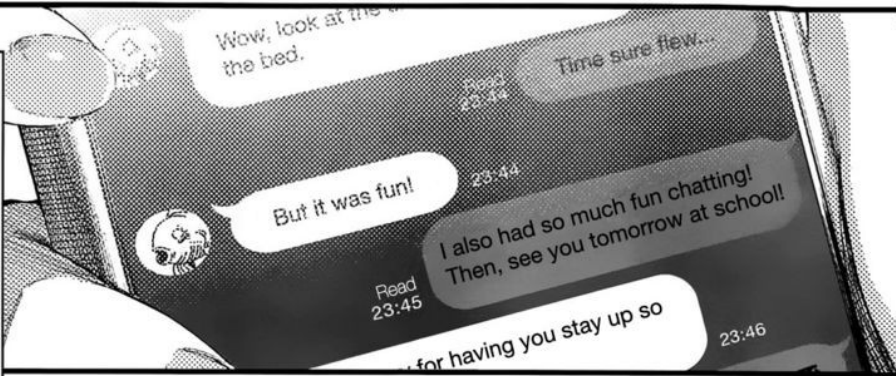 Wow, look at the
the bed.
Time sure flew...
Read
23:44
But it was fun!
23:44
I also had so much fun chatting!
Then, see you tomorrow at school!
Read
23:45
for having you stay up so
23:46